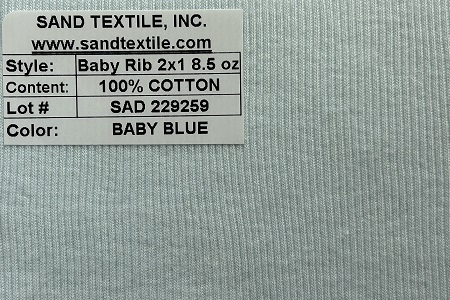 SAND TEXTILE, INC.
www.sandtextile.com
Style: Baby Rib 2x1 8.5 oz
Content: 100% COTTON
Lot # SAD 229259
Color: BABY BLUE